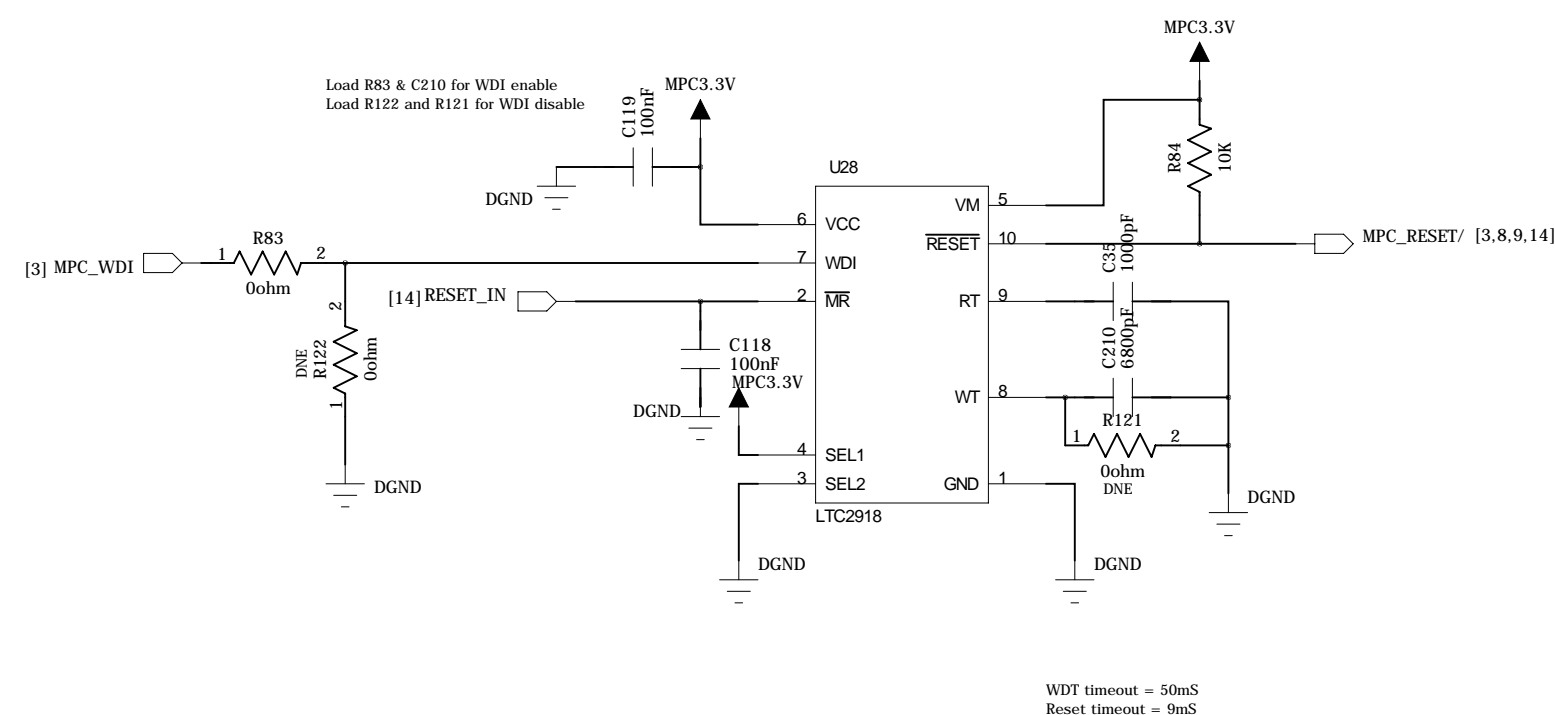 MPC3.3V
Load R83 & C210 for WDI enable
Load R122 and R121 for WDI disable
MPC3.3V
C119
100nF
R84
10K
U28
DGND
VM 5
6 VCC
RESET 10
MPC_RESET/ [3,8,9,14]
R83
1 2
0ohm
[3] MPC_WDI
7 WDI
C35
1000pF
[14] RESET_IN
2 MR
RT 9
2
DNE
R122
0ohm
1
C118
100nF
MPC3.3V
C210
6800pF
DGND
WT 8
R121
1 2
0ohm
DNE
4 SEL1
3 SEL2
GND 1
DGND
DGND
LTC2918
DGND
DGND
WDT timeout = 50mS
Reset timeout = 9mS